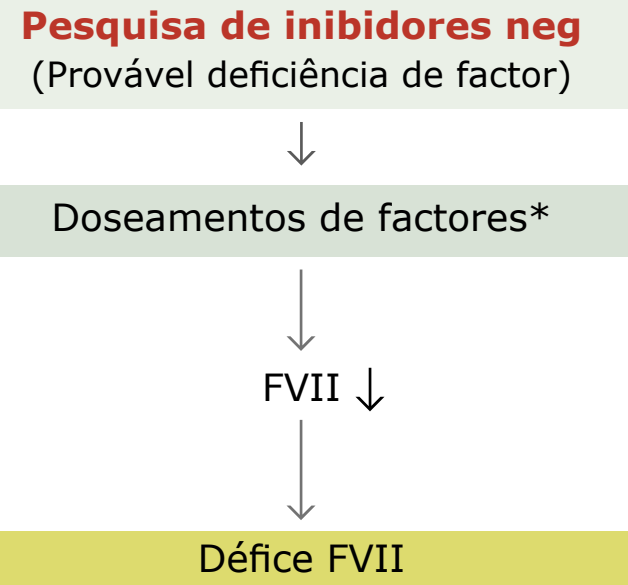 Pesquisa de inibidores neg
(Provável deficiência de factor)
Doseamentos de factores*
FVII ↓
Défice FVII